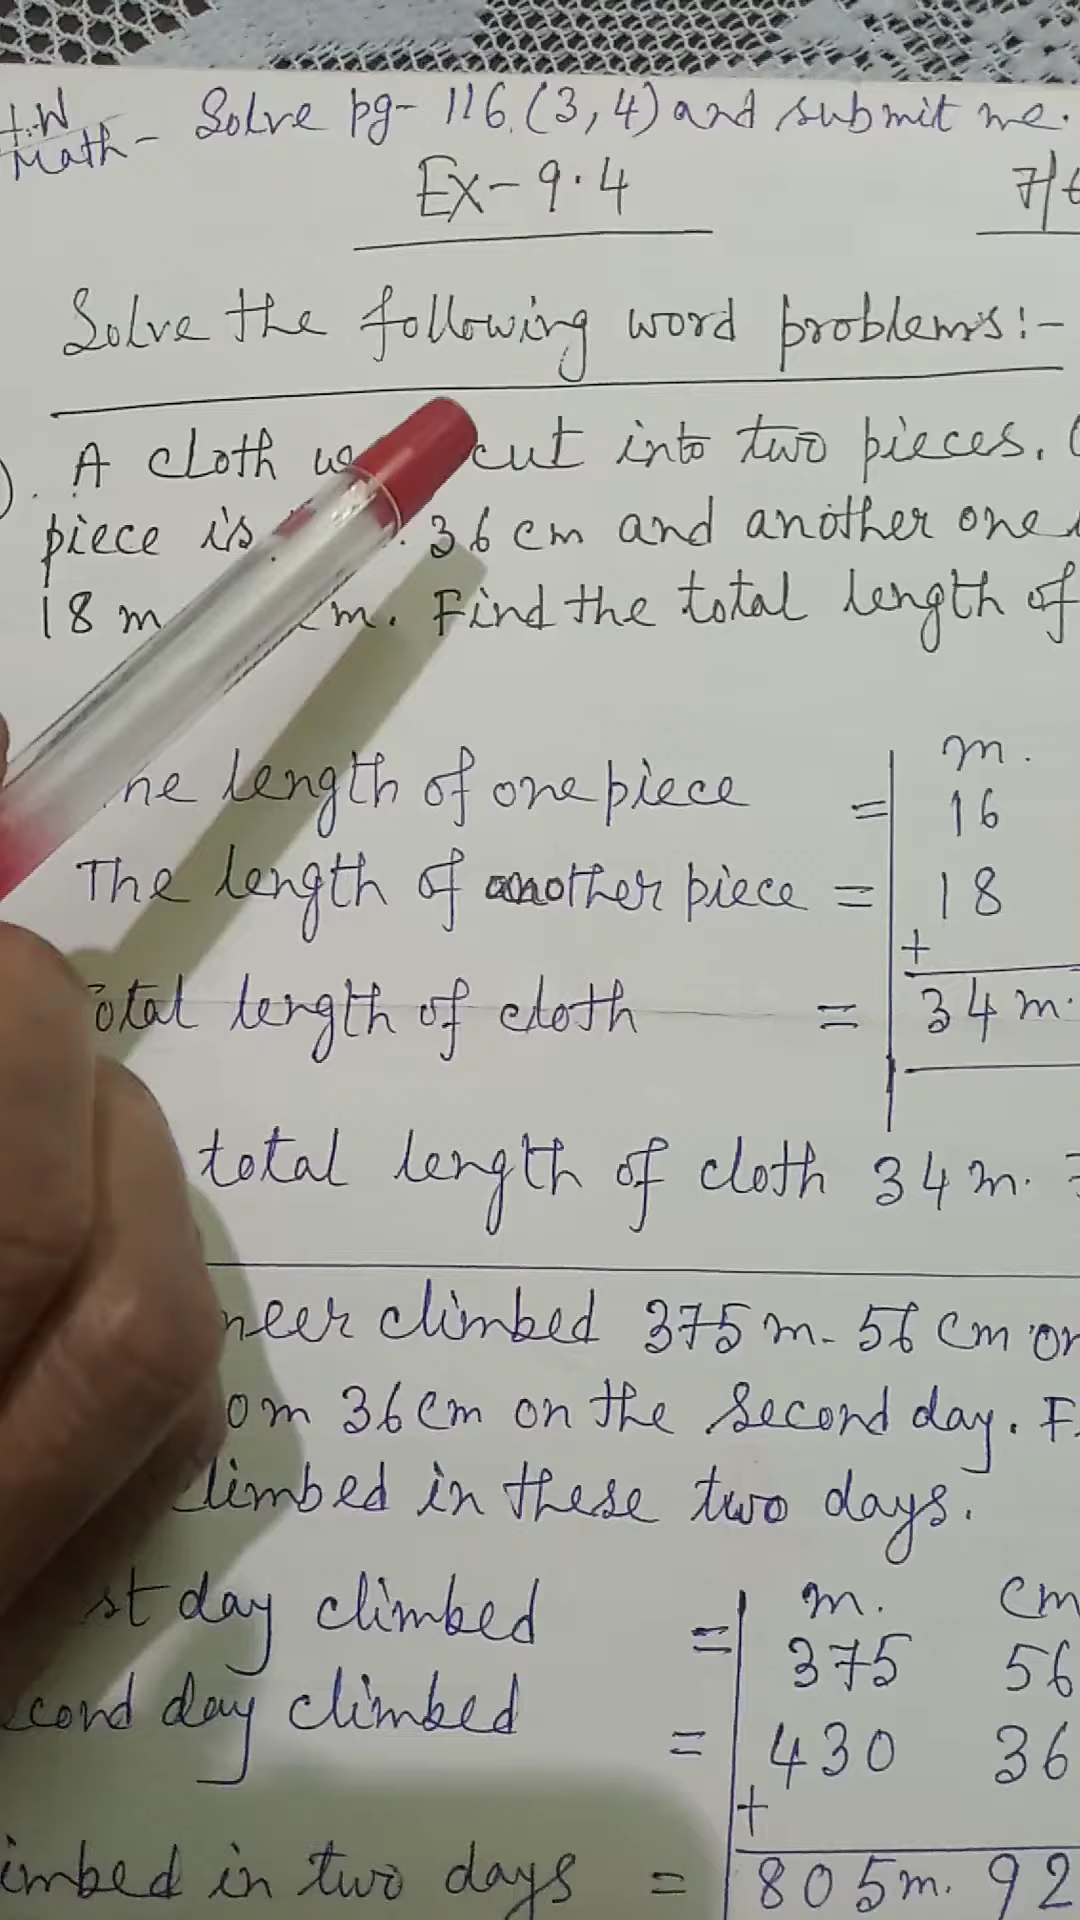 H.W
Math - Solve pg - 116. (3, 4) and submit me.
Ex - 9.4
Solve the following word problems:-
A cloth cut into two pieces.
piece is 36 cm and another one
18 m m. Find the total length of
length of one piece = 16
m.
The length of another piece = 18
+
otal length of cloth = 34 m.
total length of cloth 34 m.
neer climbed 375 m. 56 cm on
om 36 cm on the second day.
limbed in these two days.
m. cm
st day climbed = 375 56
cond day climbed = 430 36
+
imbed in two days = 805 m. 92